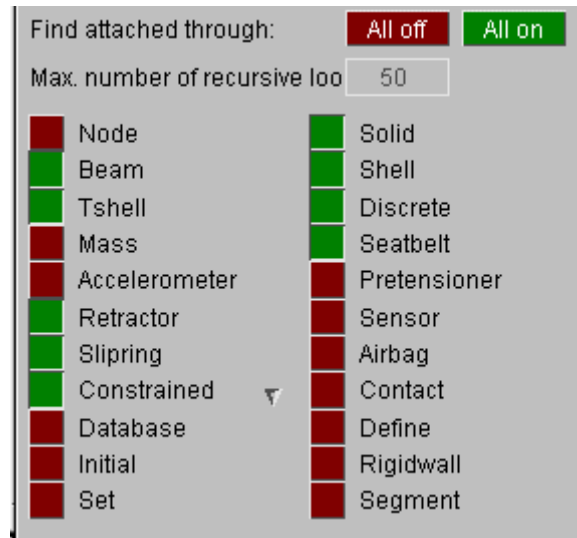 Find attached through: All off All on
Max. number of recursive loo 50
Node Solid
Beam Shell
Tshell Discrete
Mass Seatbelt
Accelerometer Pretensioner
Retractor Sensor
Slipring Airbag
Constrained Contact
Database Define
Initial Rigidwall
Set Segment